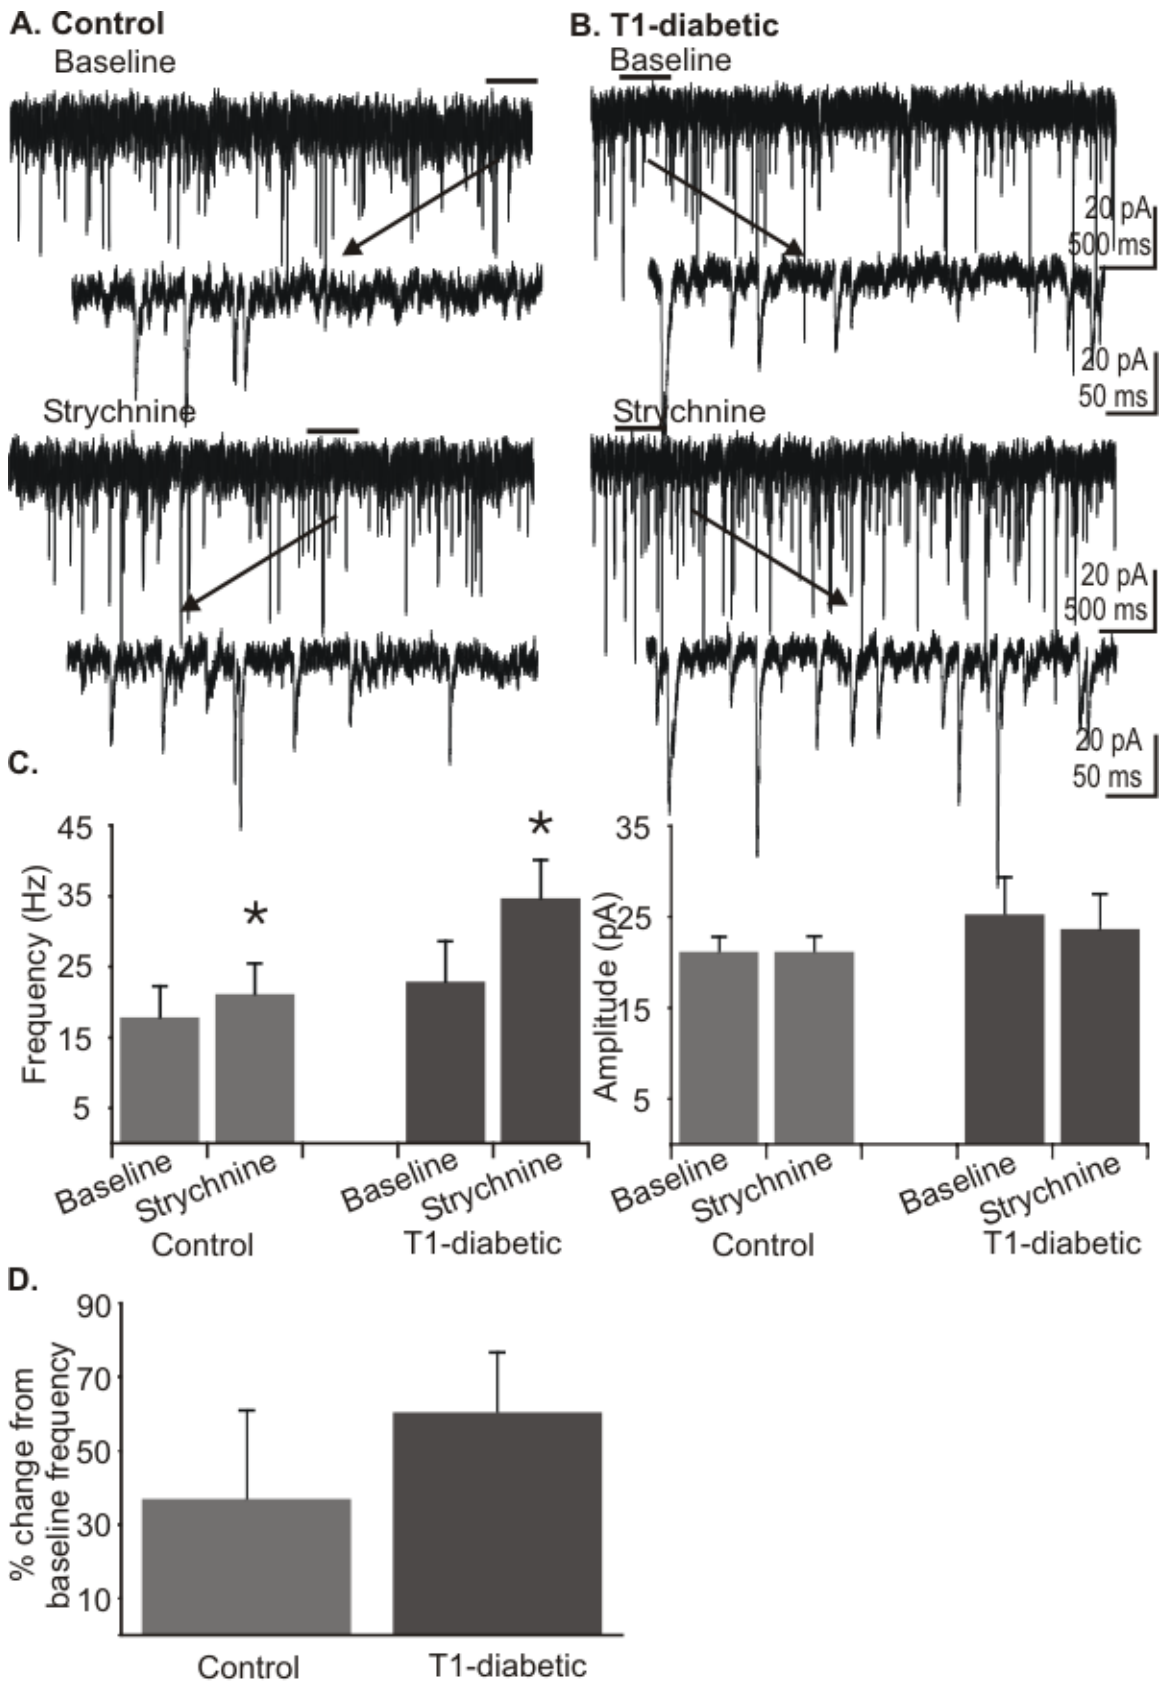 A. Control
Baseline
B. T1-diabetic
Baseline
20 pA
500 ms
20 pA
50 ms
Strychnine
Strychnine
20 pA
500 ms
20 pA
50 ms
C.
45
35
25
15
5
Frequency (Hz)
*
*
Baseline
Strychnine
Baseline
Strychnine
Control
T1-diabetic
35
25
15
5
Amplitude (pA)
Baseline
Strychnine
Baseline
Strychnine
Control
T1-diabetic
D.
90
70
50
30
10
% change from
baseline frequency
Control
T1-diabetic